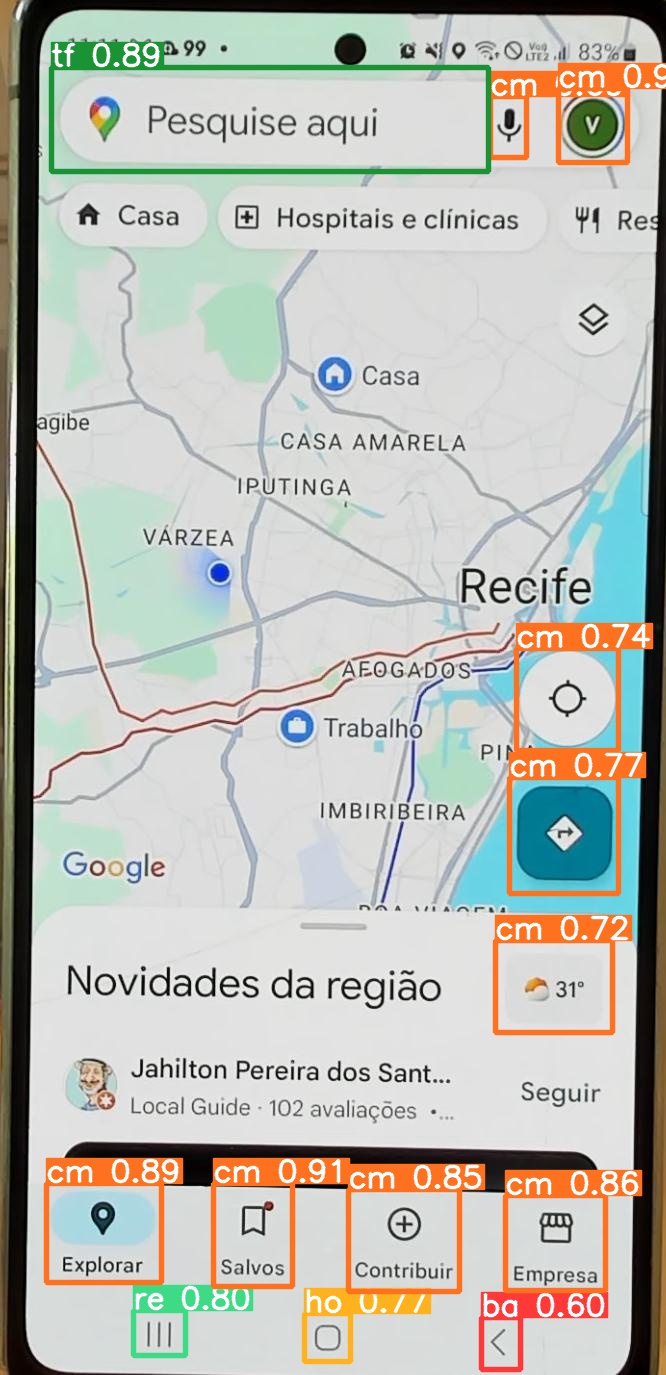 99 83%
tf 0.89
cm
cm 0.9
Pesquise aqui
V
Casa
Hospitais e clínicas
Res
Casa
agibe
CASA AMARELA
IPUTINGA
VÁRZEA
Recife
cm 0.74
AFOGADOS
Trabalho
cm 0.77
IMBIRIBEIRA
Google
cm 0.72
Novidades da região
31°
Jahilton Pereira dos Sant...
Local Guide · 102 avaliações •...
Seguir
cm 0.89
cm 0.91
cm 0.85
cm 0.86
Explorar
Salvos
Contribuir
Empresa
re 0.80
ho 0.77
ba 0.60